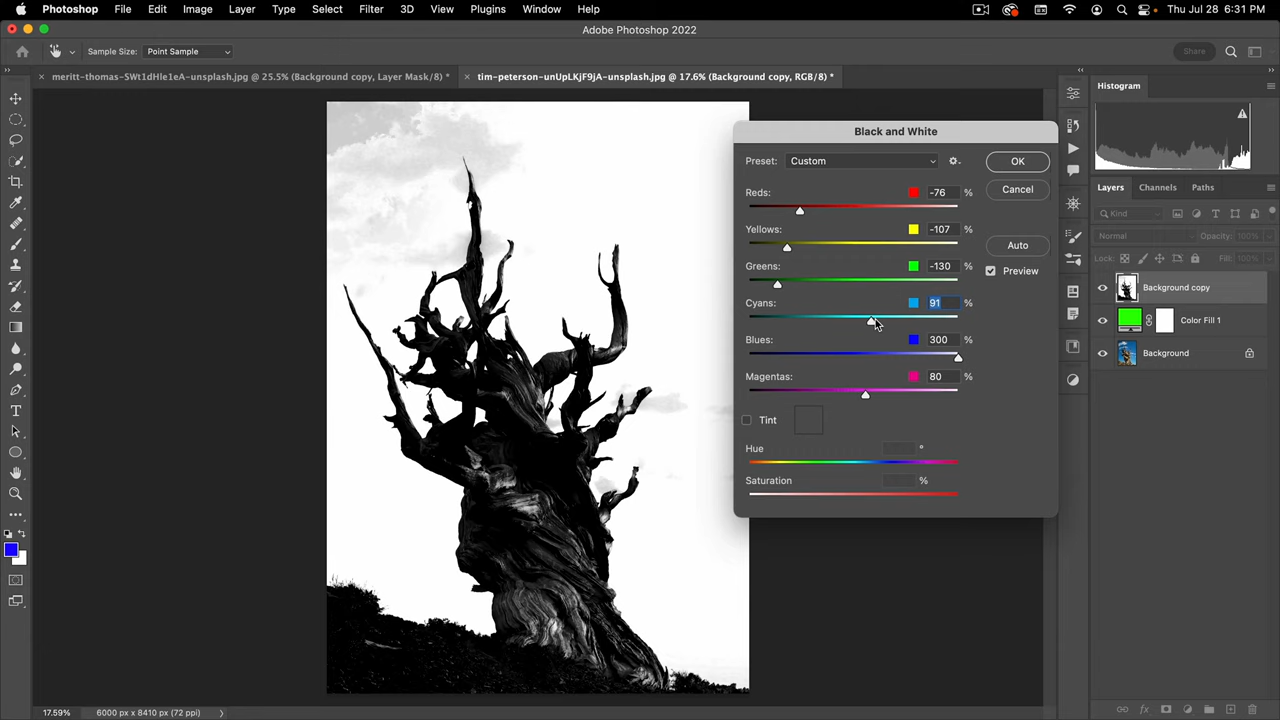 Photoshop File Edit Image Layer Type Select Filter 3D View Plugins Window Help Thu Jul 28 6:31 PM
Adobe Photoshop 2022
Sample Size: Point Sample Share
meritt-thomas-SWt1dHle1eA-unsplash.jpg @ 25.5% (Background copy, Layer Mask/8) *
tim-peterson-unUpLKjF9jA-unsplash.jpg @ 17.6% (Background copy, RGB/8) *
Histogram
Black and White
Preset: Custom OK
Reds: -76 % Cancel
Yellows: -107 %
Auto
Greens: -130 % Preview
Cyans: 91 %
Blues: 300 %
Magentas: 80 %
Tint
Hue °
Saturation %
Layers Channels Paths
Kind
Normal Opacity: 100%
Lock: Fill: 100%
Background copy
Color Fill 1
Background
fx
17.59% 6000 px x 8410 px (72 ppi)